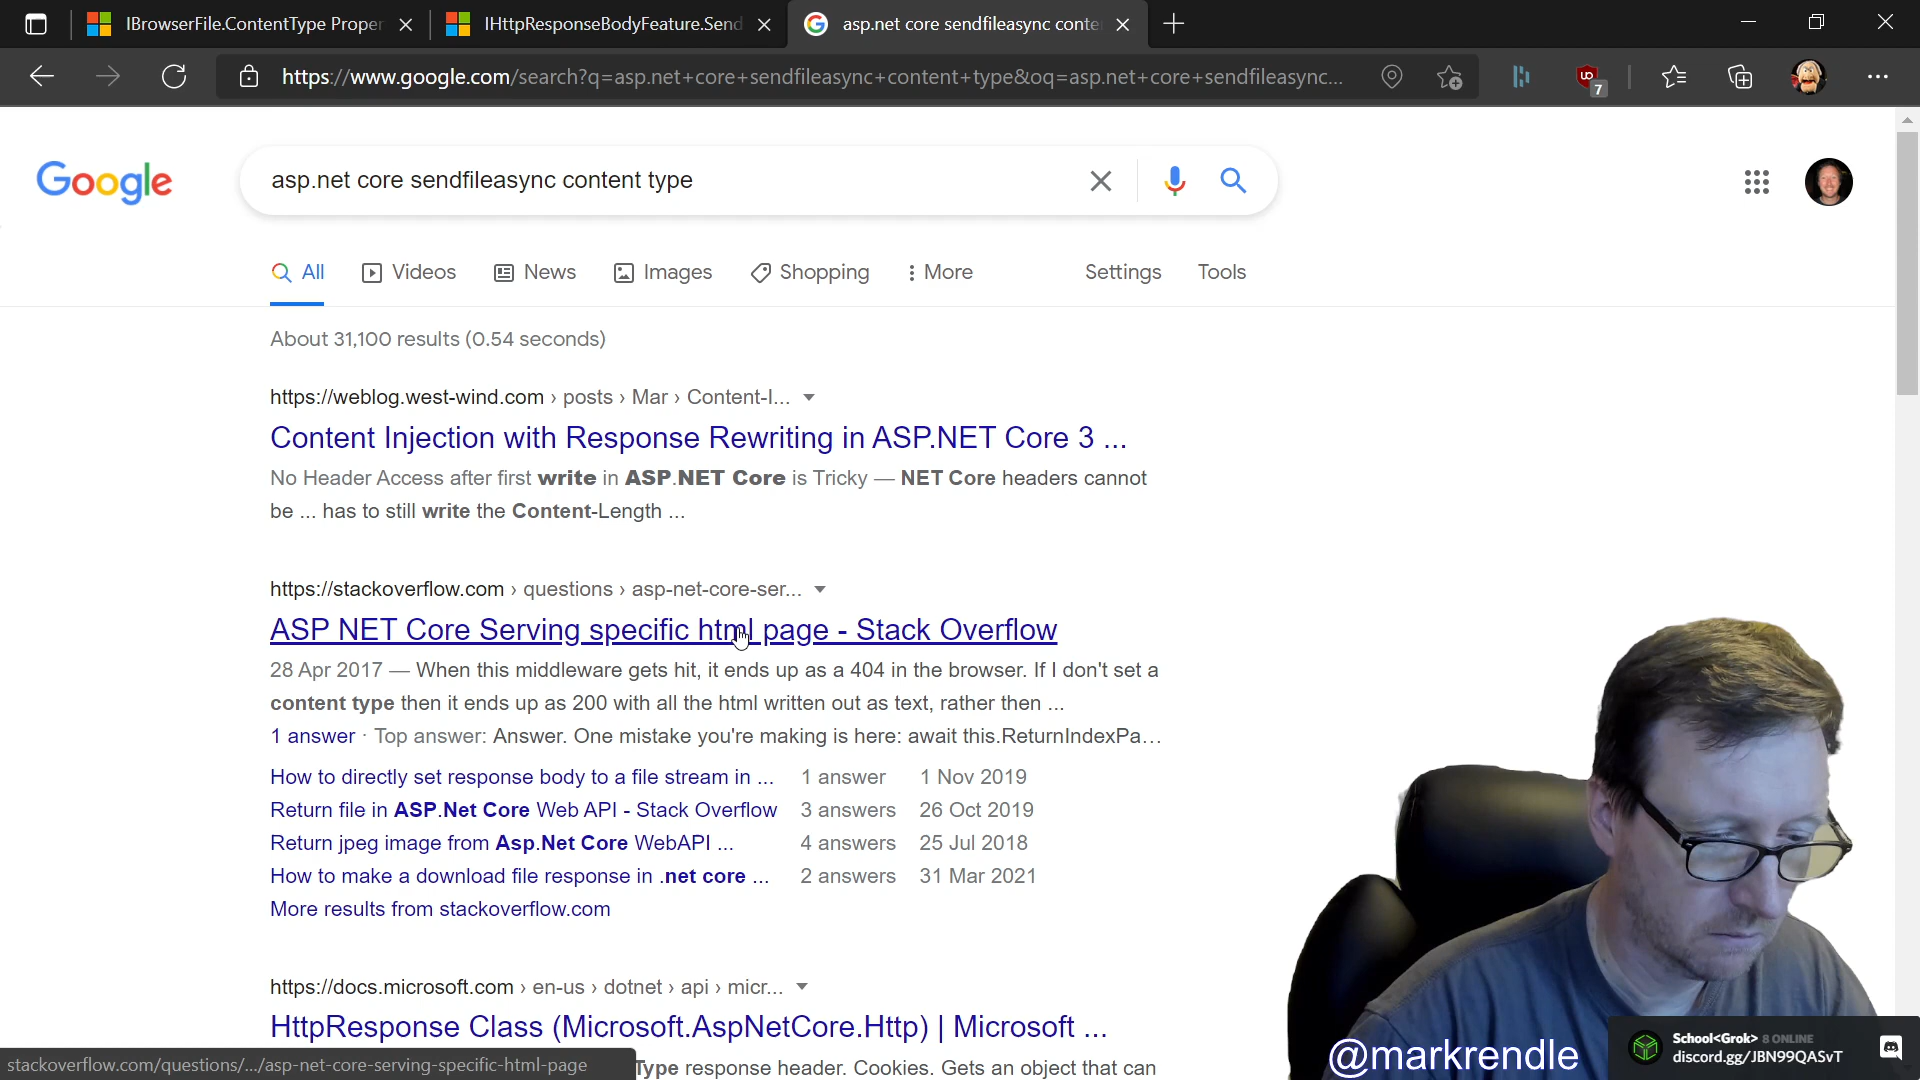 IBrowserFile.ContentType Proper
IHttpResponseBodyFeature.Send
asp.net core sendfileasync conte
https://www.google.com/search?q=asp.net+core+sendfileasync+content+type&oq=asp.net+core+sendfileasync...
7
Google
asp.net core sendfileasync content type
All
Videos
News
Images
Shopping
More
Settings
Tools
About 31,100 results (0.54 seconds)
https://weblog.west-wind.com › posts › Mar › Content-I...
Content Injection with Response Rewriting in ASP.NET Core 3 ...
No Header Access after first write in ASP.NET Core is Tricky — NET Core headers cannot
be ... has to still write the Content-Length ...
https://stackoverflow.com › questions › asp-net-core-ser...
ASP NET Core Serving specific html page - Stack Overflow
28 Apr 2017 — When this middleware gets hit, it ends up as a 404 in the browser. If I don't set a
content type then it ends up as 200 with all the html written out as text, rather then ...
1 answer · Top answer: Answer. One mistake you're making is here: await this.ReturnIndexPa...
How to directly set response body to a file stream in ... 1 answer 1 Nov 2019
Return file in ASP.Net Core Web API - Stack Overflow 3 answers 26 Oct 2019
Return jpeg image from Asp.Net Core WebAPI ... 4 answers 25 Jul 2018
How to make a download file response in .net core ... 2 answers 31 Mar 2021
More results from stackoverflow.com
https://docs.microsoft.com › en-us › dotnet › api › micr...
HttpResponse Class (Microsoft.AspNetCore.Http) | Microsoft ...
Type response header. Cookies. Gets an object that can
stackoverflow.com/questions/.../asp-net-core-serving-specific-html-page
@markrendle
School<Grok> 8 ONLINE
discord.gg/JBN99QASvT